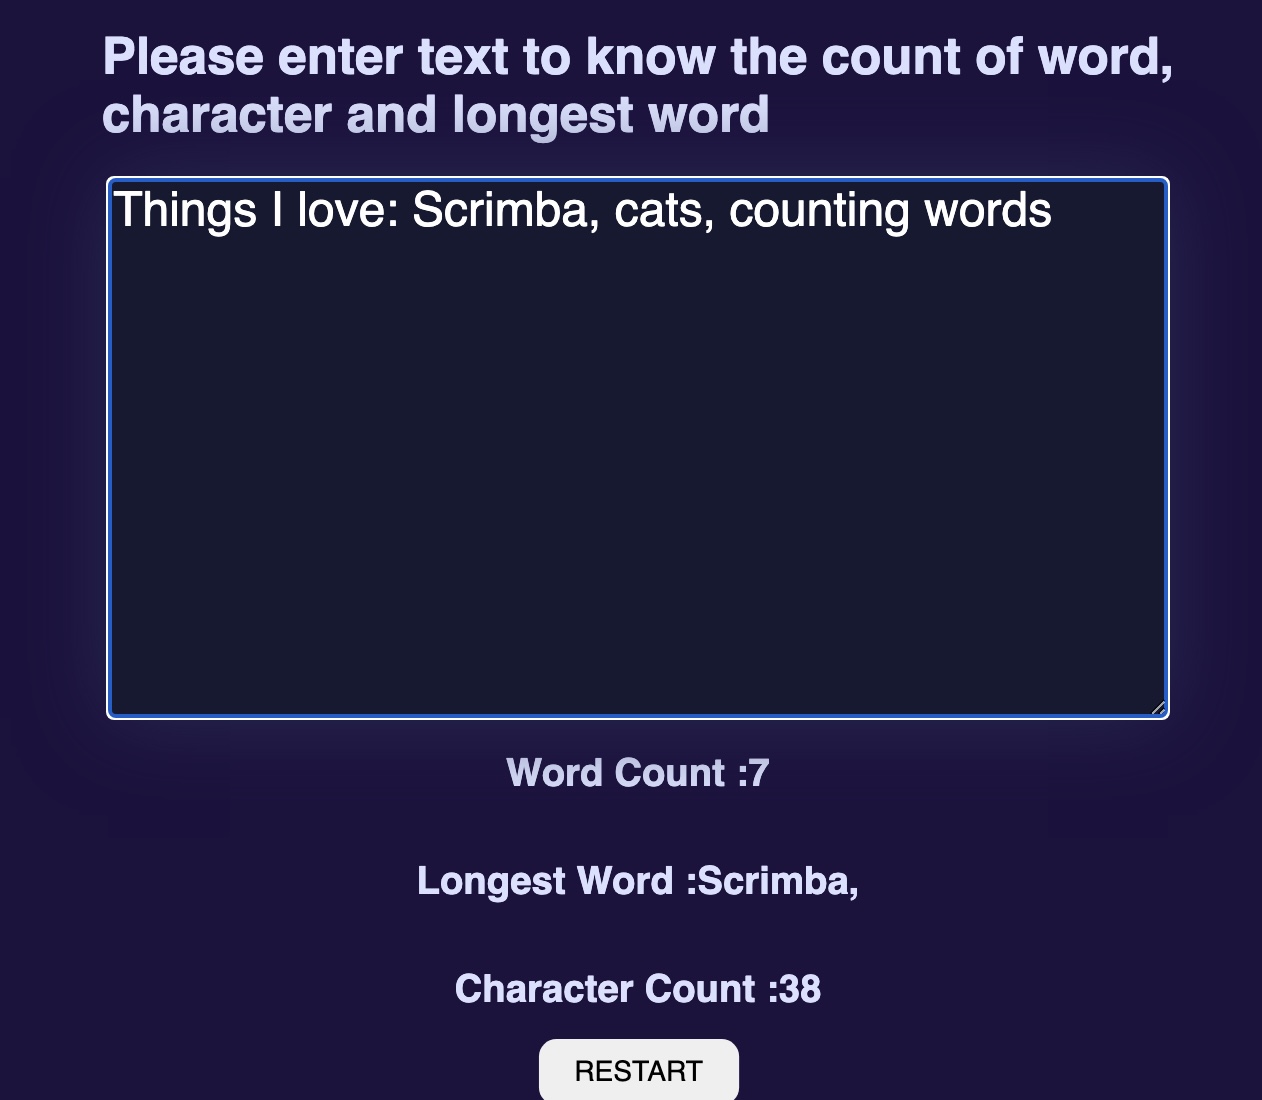 Please enter text to know the count of word,
character and longest word
Things I love: Scrimba, cats, counting words
Word Count :7
Longest Word :Scrimba,
Character Count :38
RESTART